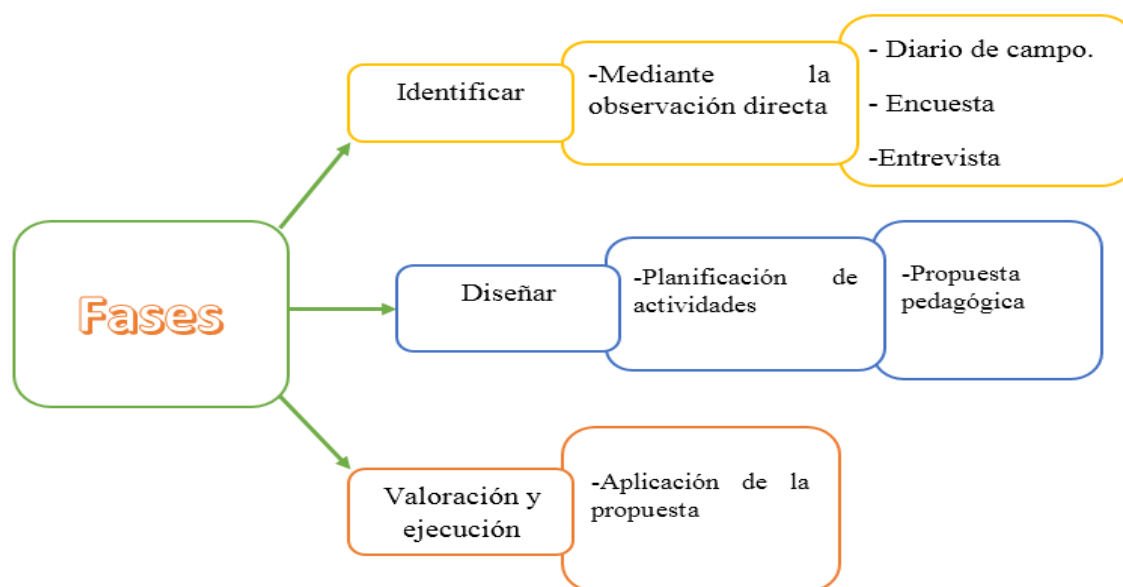 Fases
Identificar
-Mediante la
observación directa
- Diario de campo.
- Encuesta
-Entrevista
Diseñar
-Planificación de
actividades
-Propuesta
pedagógica
Valoración y
ejecución
-Aplicación de la
propuesta